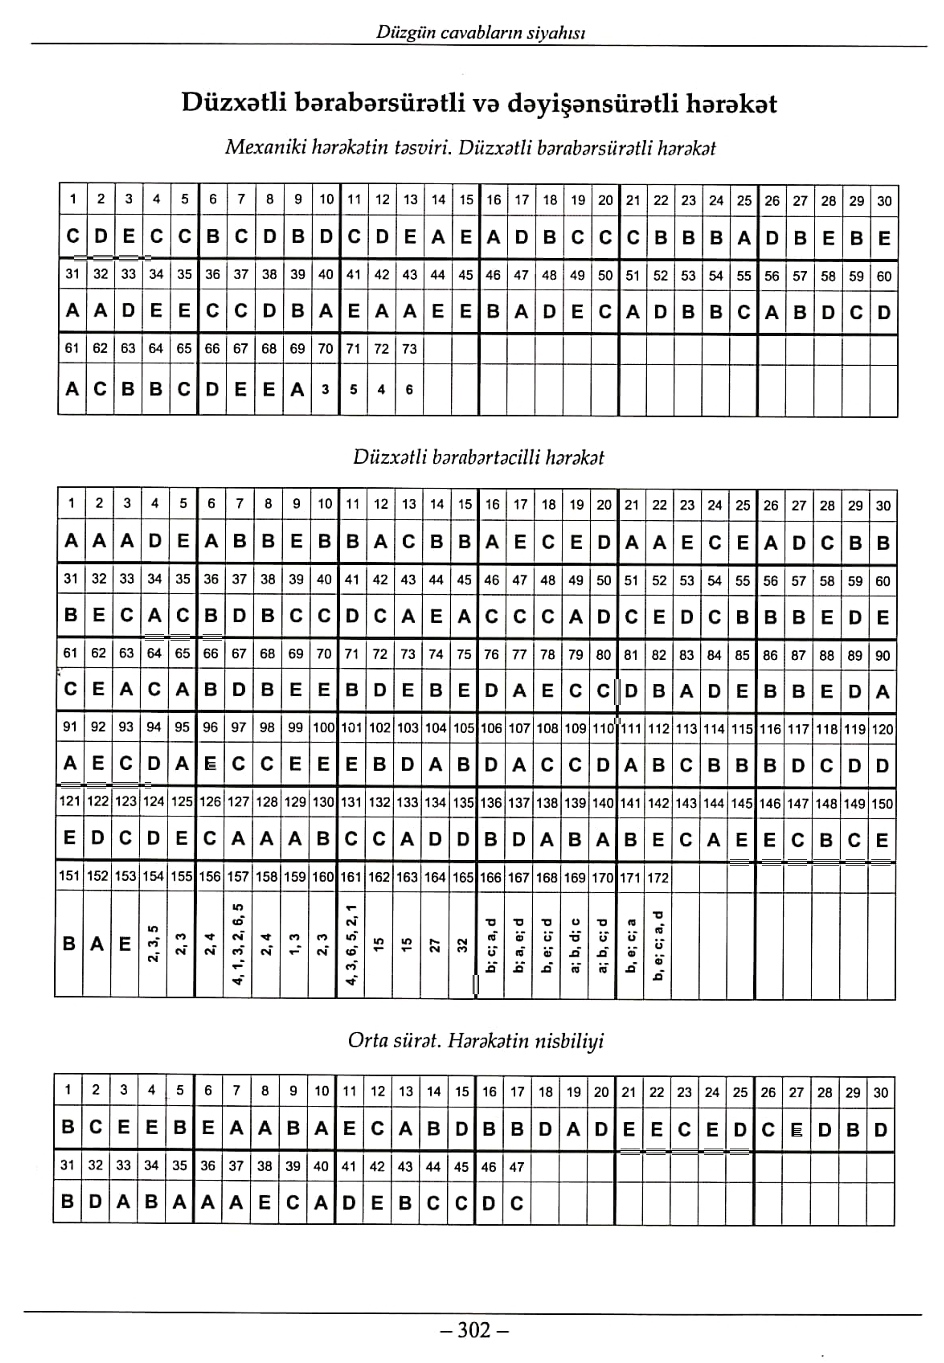 Düzgün cavabların siyahısı
Düzxətli bərabərsürətli və dəyişənsürətli hərəkət
Mexaniki hərəkətin təsviri. Düzxətli bərabərsürətli hərəkət
1 2 3 4 5 6 7 8 9 10 11 12 13 14 15 16 17 18 19 20 21 22 23 24 25 26 27 28 29 30
C D E C C B C D B D C D E A E A D B C C C B B B A D B E B E
31 32 33 34 35 36 37 38 39 40 41 42 43 44 45 46 47 48 49 50 51 52 53 54 55 56 57 58 59 60
A A D E E C C D B A E A A E E B A D E C A D B B C A B D C D
61 62 63 64 65 66 67 68 69 70 71 72 73
A C B B C D E E A 3 5 4 6
Düzxətli bərabərtəcilli hərəkət
1 2 3 4 5 6 7 8 9 10 11 12 13 14 15 16 17 18 19 20 21 22 23 24 25 26 27 28 29 30
A A A D E A B B E B B A C B B A E C E D A A E C E A D C B B
31 32 33 34 35 36 37 38 39 40 41 42 43 44 45 46 47 48 49 50 51 52 53 54 55 56 57 58 59 60
B E C A C B D B C C D C A E A C C C A D C E D C B B B E D E
61 62 63 64 65 66 67 68 69 70 71 72 73 74 75 76 77 78 79 80 81 82 83 84 85 86 87 88 89 90
C E A C A B D B E E B D E B E D A E C C D B A D E B B E D A
91 92 93 94 95 96 97 98 99 100 101 102 103 104 105 106 107 108 109 110 111 112 113 114 115 116 117 118 119 120
A E C D A E C C E E E B D A B D A C C D A B C B B B D C D D
121 122 123 124 125 126 127 128 129 130 131 132 133 134 135 136 137 138 139 140 141 142 143 144 145 146 147 148 149 150
E D C D E C A A A B C C A D D B D A B A B E C A E E C B C E
151 152 153 154 155 156 157 158 159 160 161 162 163 164 165 166 167 168 169 170 171 172
B A E 2, 3, 5 2, 3 2, 4 4, 1, 3, 2, 6, 5 2, 4 1, 3 2, 3 4, 3, 6, 5, 2, 1 15 15 27 32 b; c; a, d b; a, e; d b, e; c; d a; b, d; c a; b, c; d b, e; c; a b, e; c; a, d
Orta sürət. Hərəkətin nisbiliyi
1 2 3 4 5 6 7 8 9 10 11 12 13 14 15 16 17 18 19 20 21 22 23 24 25 26 27 28 29 30
B C E E B E A A B A E C A B D B B D A D E E C E D C E D B D
31 32 33 34 35 36 37 38 39 40 41 42 43 44 45 46 47
B D A B A A A E C A D E B C C D C
– 302 –